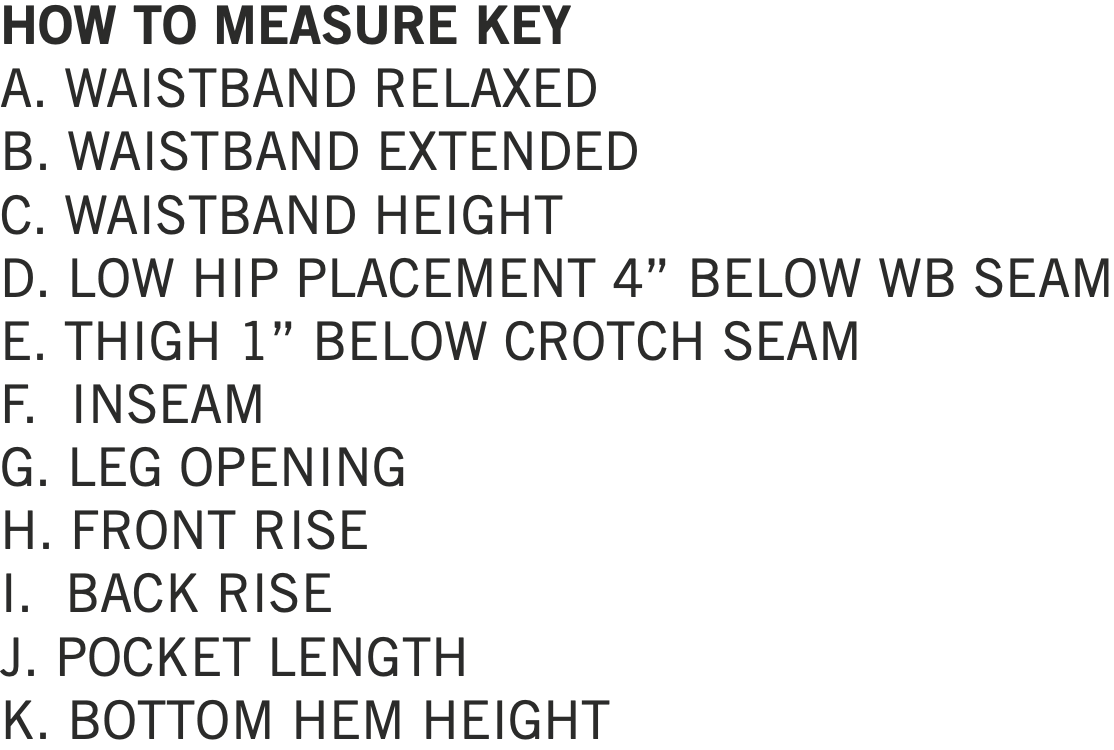 HOW TO MEASURE KEY
A. WAISTBAND RELAXED
B. WAISTBAND EXTENDED
C. WAISTBAND HEIGHT
D. LOW HIP PLACEMENT 4” BELOW WB SEAM
E. THIGH 1” BELOW CROTCH SEAM
F. INSEAM
G. LEG OPENING
H. FRONT RISE
I. BACK RISE
J. POCKET LENGTH
K. BOTTOM HEM HEIGHT